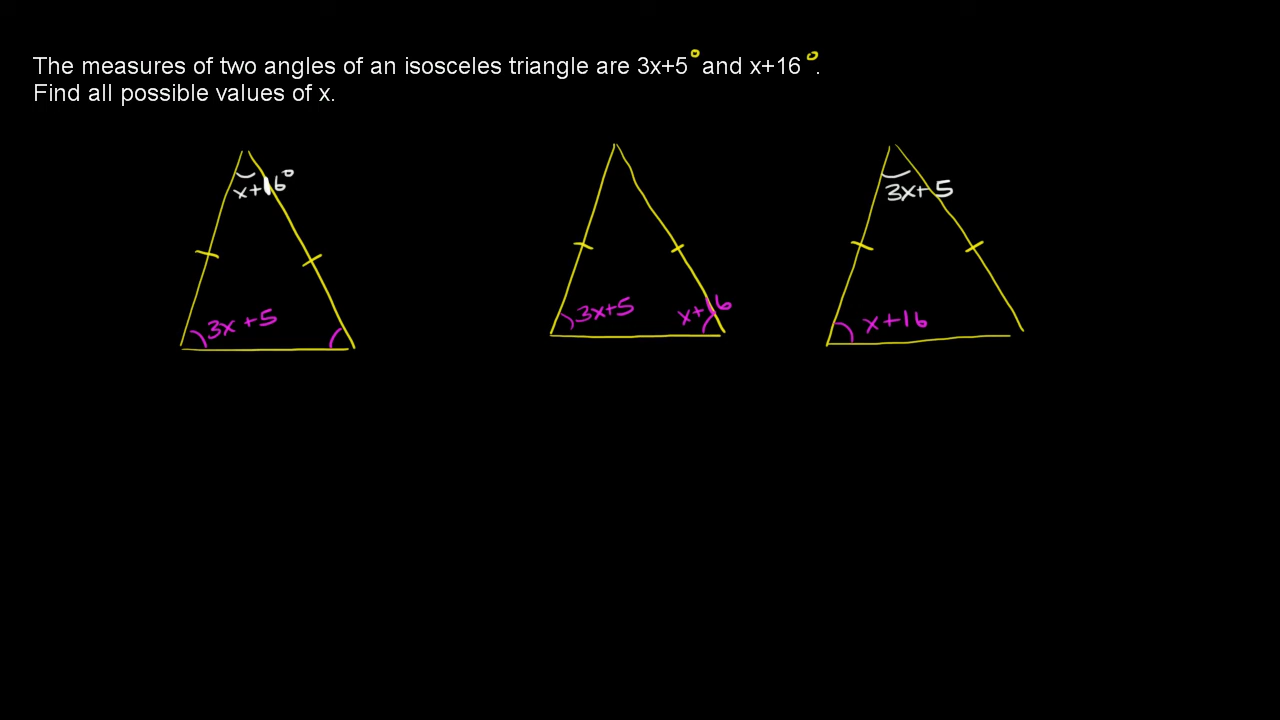 The measures of two angles of an isosceles triangle are 3x+5° and x+16°.
Find all possible values of x.
x+16°
3x+5
3x+5
x+16
3x+5
x+16